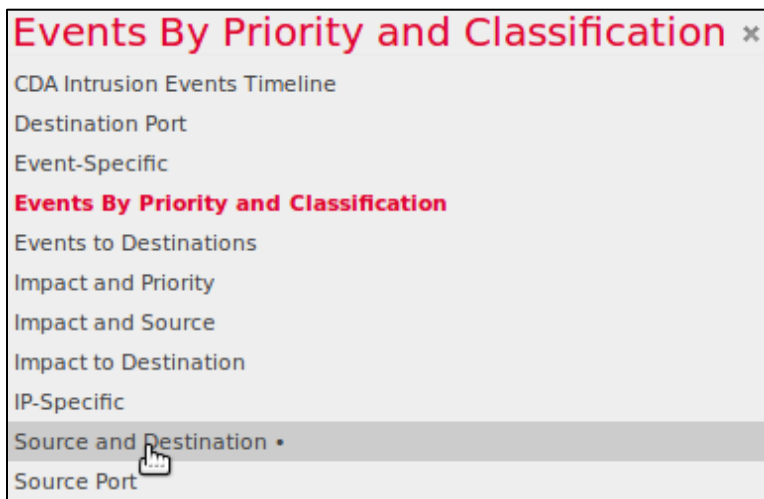 Events By Priority and Classification ×
CDA Intrusion Events Timeline
Destination Port
Event-Specific
Events By Priority and Classification
Events to Destinations
Impact and Priority
Impact and Source
Impact to Destination
IP-Specific
Source and Destination •
Source Port